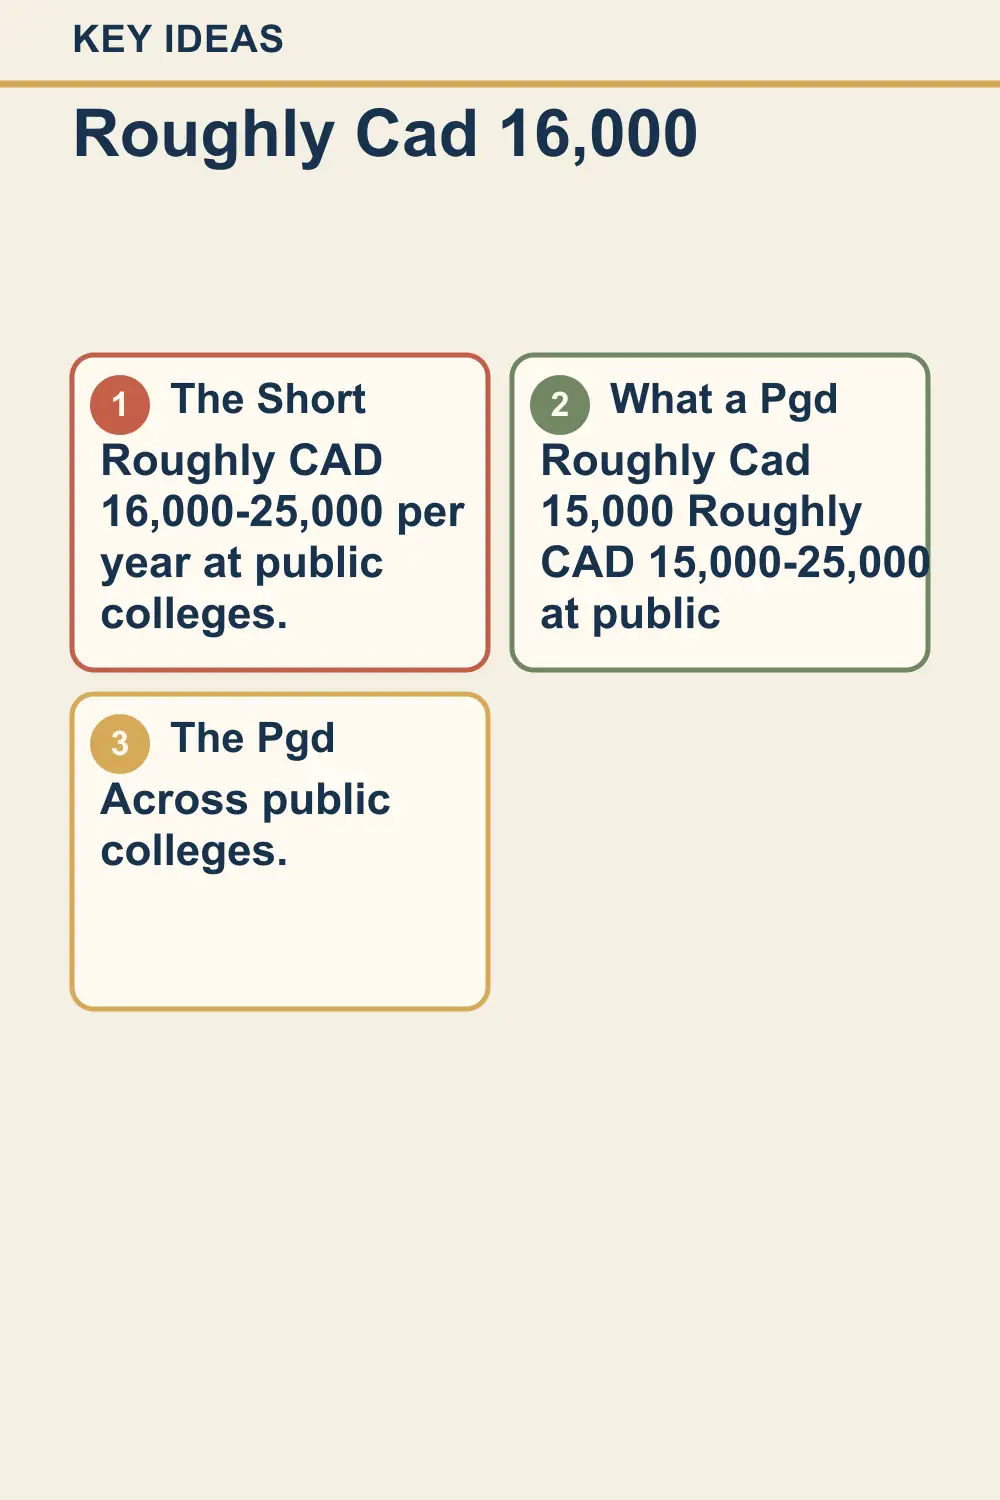 KEY IDEAS
Roughly Cad 16,000
1 The Short
Roughly CAD
16,000-25,000 per
year at public
colleges.
2 What a Pgd
Roughly Cad
15,000 Roughly
CAD 15,000-25,000
at public
3 The Pgd
Across public
colleges.